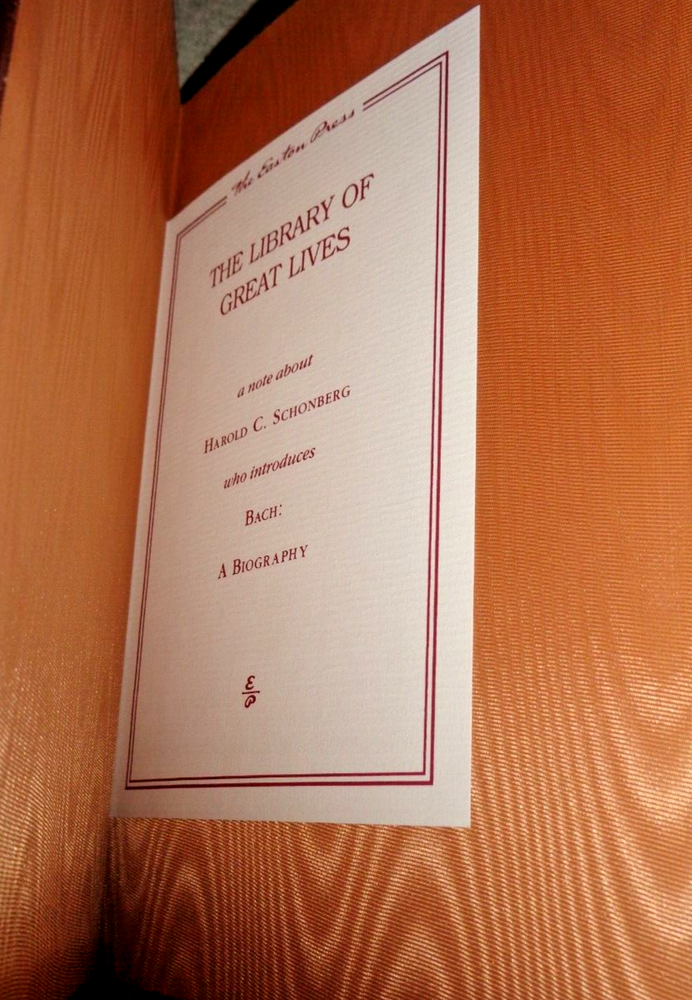 The Easton Press
THE LIBRARY OF
GREAT LIVES
a note about
HAROLD C. SCHONBERG
who introduces
BACH:
A BIOGRAPHY
E
P